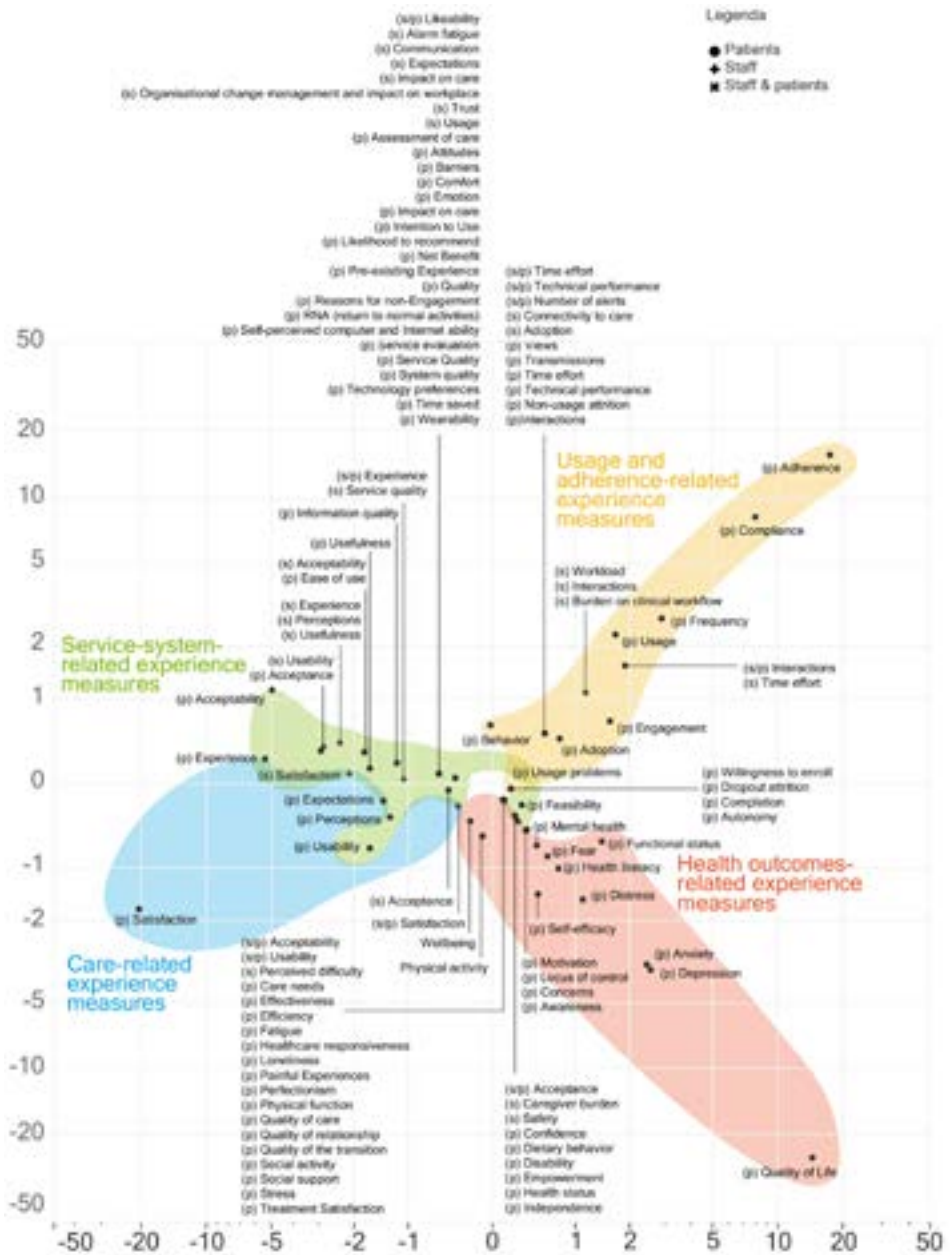 (s/p) Likeability
(s) Alarm fatigue
(s) Communication
(s) Expectations
(s) Impact on care
(s) Organisational change management and impact on workplace
(s) Trust
(s) Usage
(p) Assessment of care
(p) Attitudes
(p) Barriers
(p) Comfort
(p) Emotion
(p) Impact on care
(p) Intention to Use
(p) Likelihood to recommend
(p) Net Benefit
(p) Pre-existing Experience
(p) Quality
(p) Reasons for non-Engagement
(p) RNA (return to normal activities)
(p) Self-perceived computer and Internet ability
(p) service evaluation
(p) Service Quality
(p) System quality
(p) Technology preferences
(p) Time saved
(p) Wearability
Legenda
Patients
Staff
Staff & patients
(s/p) Time effort
(s/p) Technical performance
(s/p) Number of alerts
(s) Connectivity to care
(s) Adoption
(p) Views
(p) Transmissions
(p) Time effort
(p) Technical performance
(p) Non-usage attrition
(p)Interactions
50
20
10
5
2
1
0
-1
-2
-5
-10
-20
-50
(s/p) Experience
(s) Service quality
(p) Information quality
(p) Usefulness
(s) Acceptability
(p) Ease of use
(s) Experience
(s) Perceptions
(s) Usefulness
(s) Usability
(p) Acceptance
Service-system-
related experience
measures
(p) Acceptability
(p) Experience
(s) Satisfaction
(p) Expectations
(p) Perceptions
(p) Usability
Usage and
adherence-related
experience
measures
(p) Adherence
(p) Compliance
(s) Workload
(s) Interactions
(s) Burden on clinical workflow
(p) Frequency
(p) Usage
(s/p) Interactions
(s) Time effort
(p) Engagement
(p) Behavior
(p) Adoption
(p) Usage problems
(p) Willingness to enroll
(p) Dropout attrition
(p) Completion
(p) Autonomy
(p) Feasibility
(p) Mental health
(p) Functional status
(p) Fear
(p) Health literacy
Health outcomes-
related experience
measures
(p) Distress
(p) Self-efficacy
(p) Anxiety
(p) Depression
(p) Satisfaction
Care-related
experience
measures
(s) Acceptance
(s/p) Satisfaction
Wellbeing
Physical activity
(p) Motivation
(p) Locus of control
(p) Concerns
(p) Awareness
(s/p) Acceptability
(s/p) Usability
(s) Perceived difficulty
(p) Care needs
(p) Effectiveness
(p) Efficiency
(p) Fatigue
(p) Healthcare responsiveness
(p) Loneliness
(p) Painful Experiences
(p) Perfectionism
(p) Physical function
(p) Quality of care
(p) Quality of relationship
(p) Quality of the transition
(p) Social activity
(p) Social support
(p) Stress
(p) Treatment Satisfaction
(s/p) Acceptance
(s) Caregiver burden
(s) Safety
(p) Confidence
(p) Dietary behavior
(p) Disability
(p) Empowerment
(p) Health status
(p) Independence
(p) Quality of Life
-50 -20 -10 -5 -2 -1 0 1 2 5 10 20 50